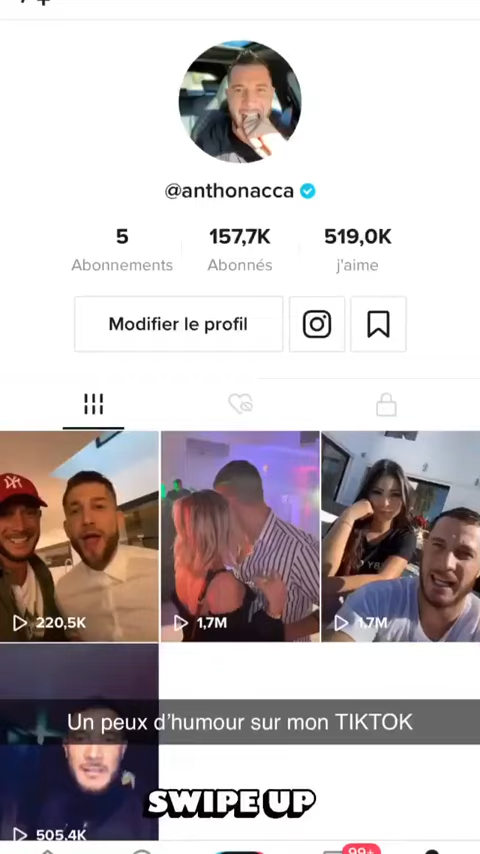 @anthonacca
5 157,7K 519,0K
Abonnements Abonnés j'aime
Modifier le profil
220,5K 1,7M 1,7M
Un peux d'humour sur mon TIKTOK
SWIPE UP
505,4K
99+